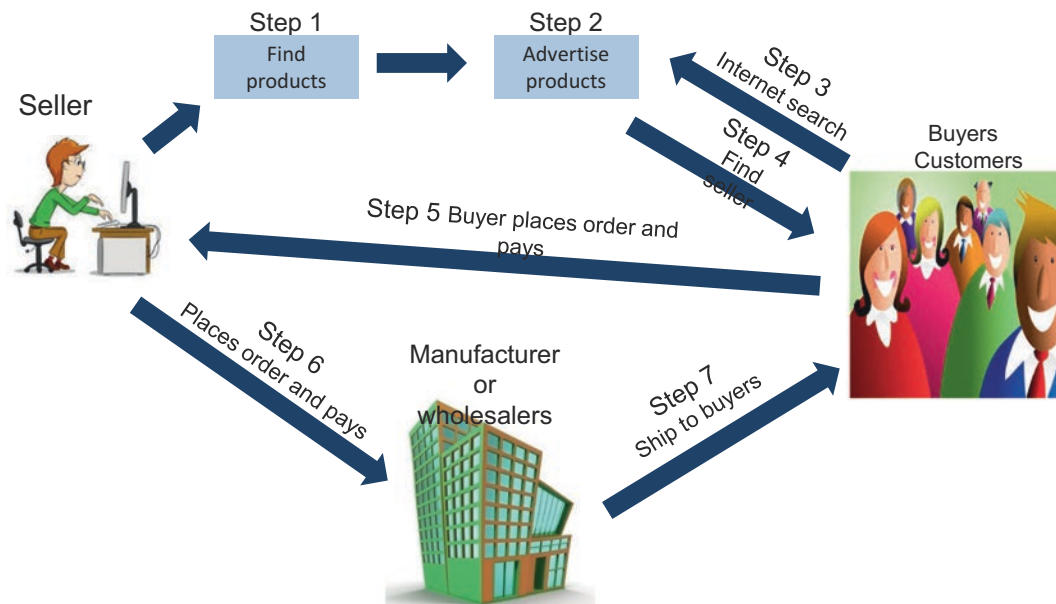 Step 1
Find
products
Step 2
Advertise
products
Step 3
Internet search
Step 4
Find
seller
Seller
Buyers
Customers
Step 5 Buyer places order and
pays
Step 6
Places order and pays
Manufacturer
or
wholesalers
Step 7
Ship to buyers